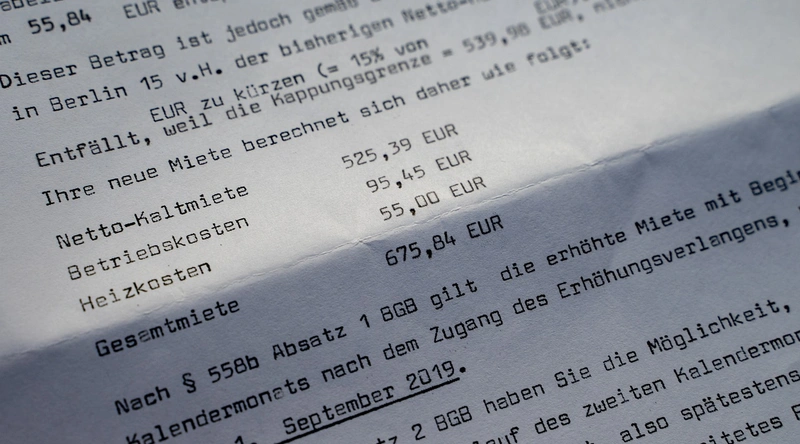 m 55,84 EUR
Dieser Betrag ist jedoch gemäß
in Berlin 15 v.H. der bisherigen Netto-
EUR zu kürzen (= 15% von
Entfällt, weil die Kappungsgrenze = 539,98 EUR,
Ihre neue Miete berechnet sich daher wie folgt:
Netto-Kaltmiete 525,39 EUR
Betriebskosten 95,45 EUR
Heizkosten 55,00 EUR
Gesamtmiete 675,84 EUR
Nach § 558b Absatz 1 BGB gilt die erhöhte Miete mit Begi
Kalendermonats nach dem Zugang des Erhöhungsverlangens,
1. September 2019.
tz 2 BGB haben Sie die Möglichkeit,
auf des zweiten Kalendermon
also spätestens